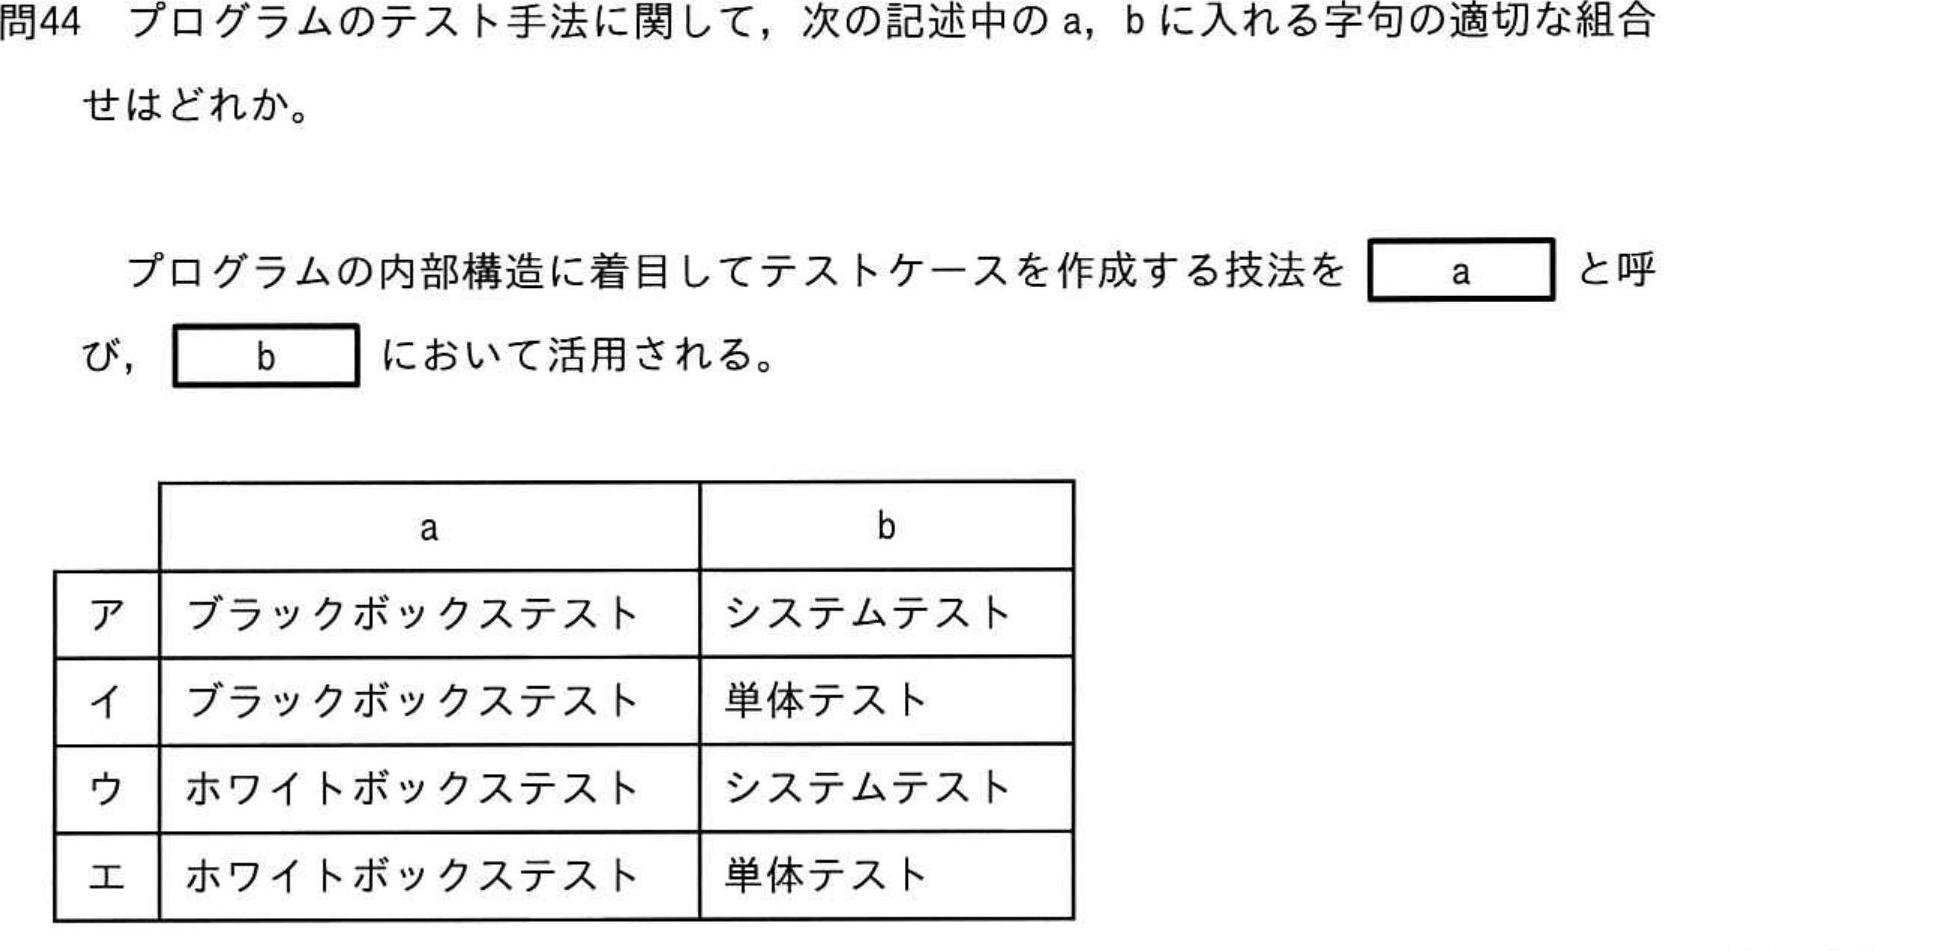 問44 プログラムのテスト手法に関して，次の記述中の a，b に入れる字句の適切な組合
せはどれか。
プログラムの内部構造に着目してテストケースを作成する技法を a と呼
び， b において活用される。
a b
ア ブラックボックステスト システムテスト
イ ブラックボックステスト 単体テスト
ウ ホワイトボックステスト システムテスト
エ ホワイトボックステスト 単体テスト